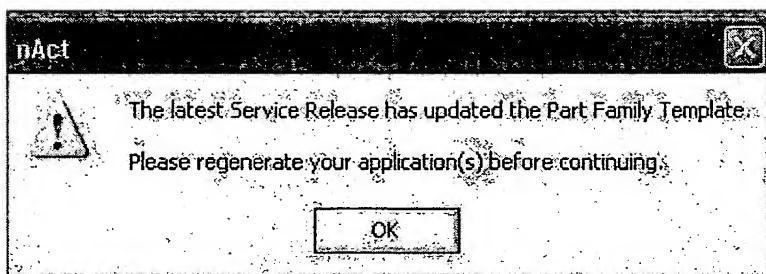 nAct
The latest Service Release has updated the Part Family Template.
Please regenerate your application(s) before continuing.
OK